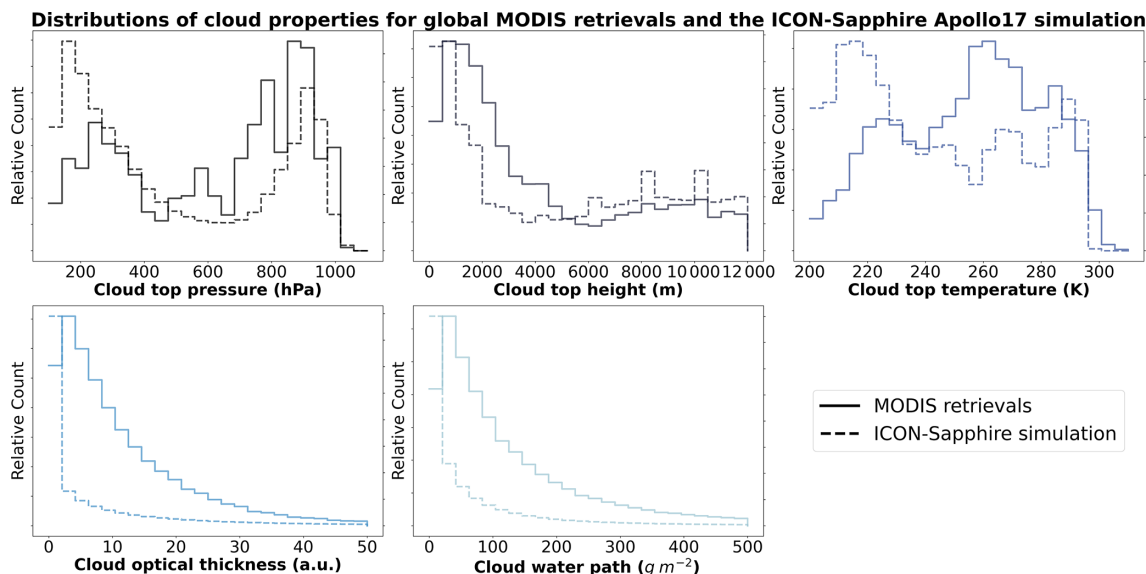 Distributions of cloud properties for global MODIS retrievals and the ICON-Sapphire Apollo17 simulation
Relative Count
200 400 600 800 1000
Cloud top pressure (hPa)
Relative Count
0 2000 4000 6000 8000 10000 12000
Cloud top height (m)
Relative Count
200 220 240 260 280 300
Cloud top temperature (K)
Relative Count
0 10 20 30 40 50
Cloud optical thickness (a.u.)
Relative Count
0 100 200 300 400 500
Cloud water path (g m⁻²)
MODIS retrievals
ICON-Sapphire simulation